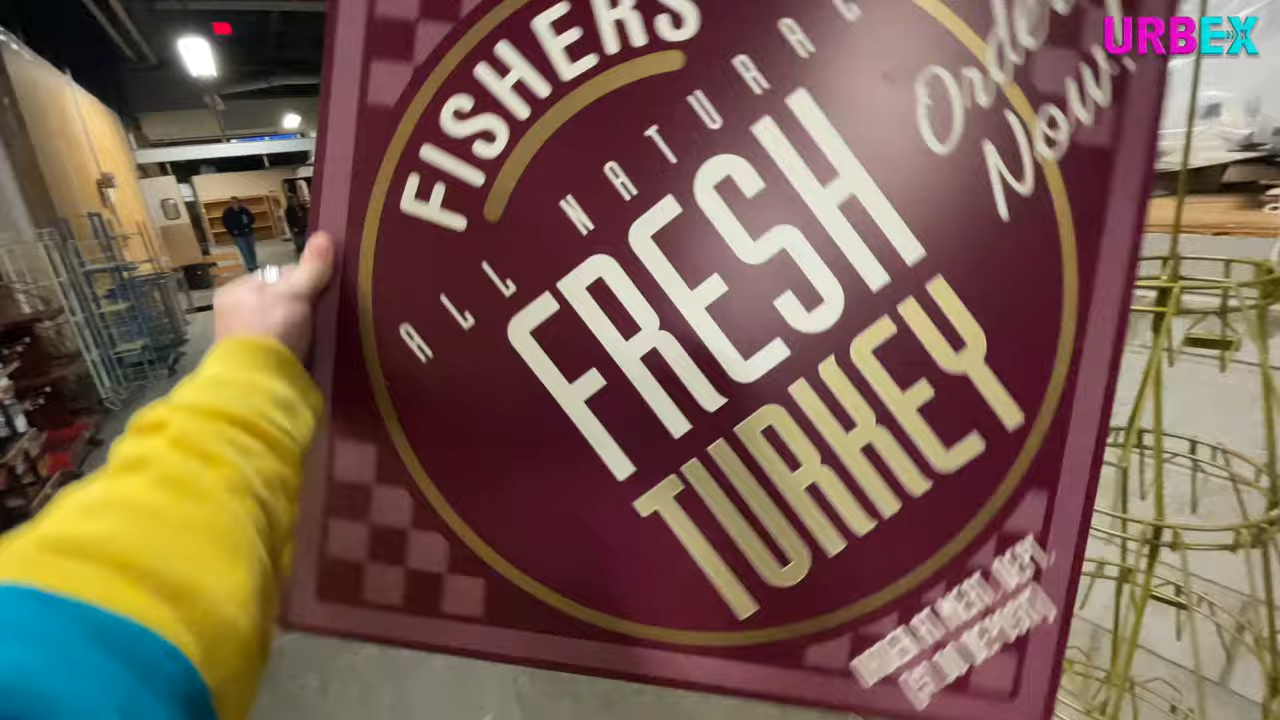 URBEX
Order
Now!
FISHERS
ALL NATURAL
FRESH
TURKEY